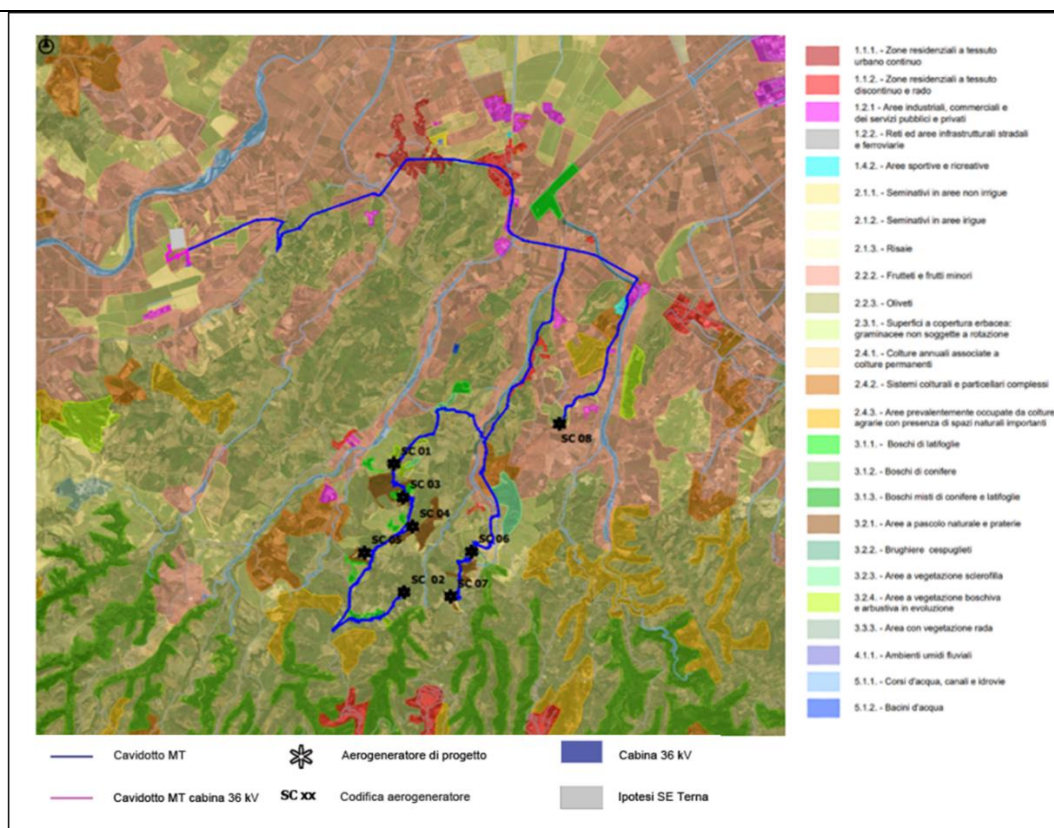 1.1.1. - Zone residenziali a tessuto
urbano continuo
1.1.2. - Zone residenziali a tessuto
discontinuo e rado
1.2.1 - Aree industriali, commerciali e
dei servizi pubblici e privati
1.2.2. - Reti ed aree infrastrutturali stradali
e ferroviarie
1.4.2. - Aree sportive e ricreative
2.1.1. - Seminativi in aree non irrigue
2.1.2. - Seminativi in aree irigue
2.1.3. - Risaie
2.2.2. - Frutteti e frutti minori
2.2.3. - Oliveti
2.3.1. - Superfici a copertura erbacea:
graminacee non soggette a rotazione
2.4.1. - Colture annuali associate a
colture permanenti
2.4.2. - Sistemi colturali e particellari complessi
2.4.3. - Aree prevalentemente occupate da colture
agrarie con presenza di spazi naturali importanti
3.1.1. - Boschi di latifoglie
3.1.2. - Boschi di conifere
3.1.3. - Boschi misti di conifere e latifoglie
3.2.1. - Aree a pascolo naturale e praterie
3.2.2. - Brughiere cespuglieti
3.2.3. - Aree a vegetazione sclerofilla
3.2.4. - Aree a vegetazione boschiva
e arbustiva in evoluzione
3.3.3. - Area con vegetazione rada
4.1.1. - Ambienti umidi fluviali
5.1.1. - Corsi d'acqua, canali e idrovie
5.1.2. - Bacini d'acqua
SC 08
SC 01
SC 03
SC 04
SC 05
SC 06
SC 02
SC 07
Cavidotto MT
Aerogeneratore di progetto
Cabina 36 kV
Cavidotto MT cabina 36 kV
SC xx
Codifica aerogeneratore
Ipotesi SE Terna